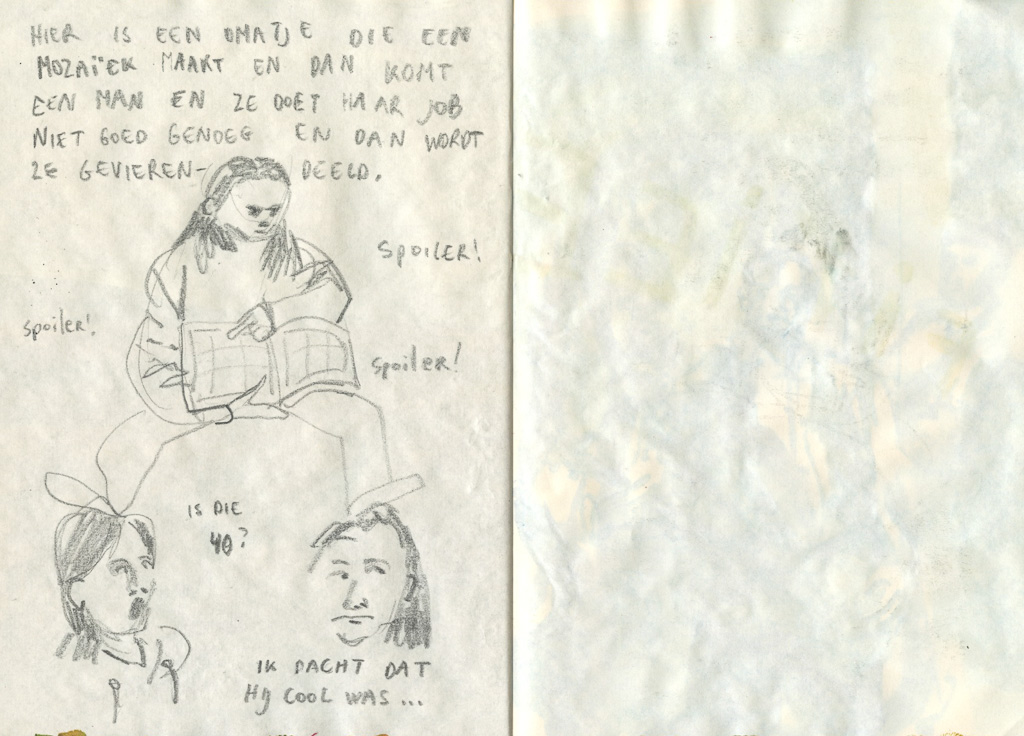 HIER IS EEN OMATJE DIE EEN
MOZAÏEK MAAKT EN DAN KOMT
EEN MAN EN ZE DOET HAAR JOB
NIET GOED GENOEG EN DAN WORDT
ZE GEVIEREN- DEELD.
SPOILER!
spoiler!
spoiler!
IS DIE
40?
IK DACHT DAT
HIJ COOL WAS ...